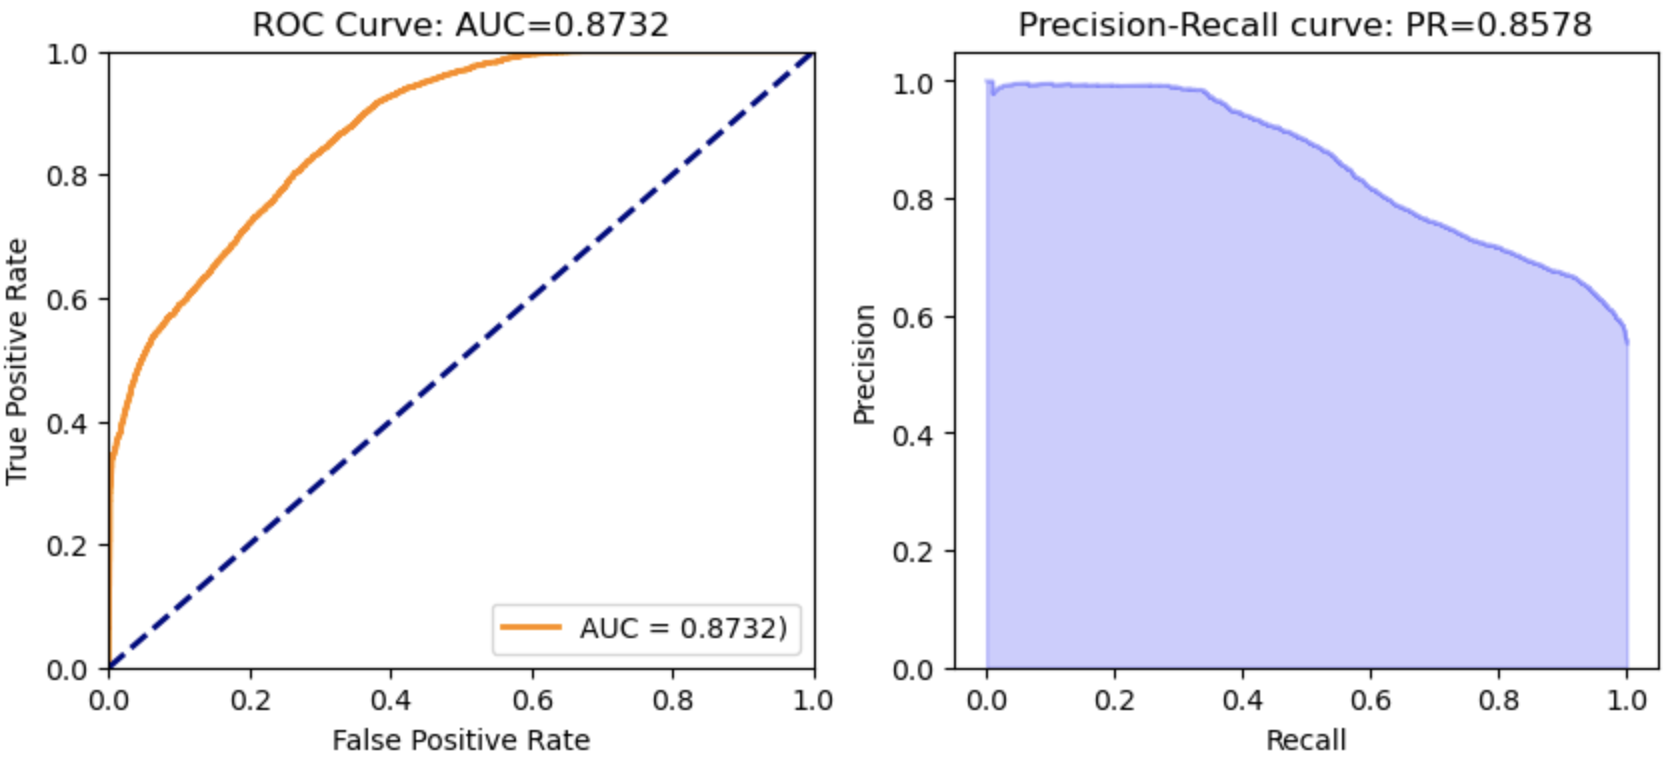 ROC Curve: AUC=0.8732
True Positive Rate
1.0
0.8
0.6
0.4
0.2
0.0
AUC = 0.8732)
0.0 0.2 0.4 0.6 0.8 1.0
False Positive Rate
Precision-Recall curve: PR=0.8578
Precision
1.0
0.8
0.6
0.4
0.2
0.0
0.0 0.2 0.4 0.6 0.8 1.0
Recall